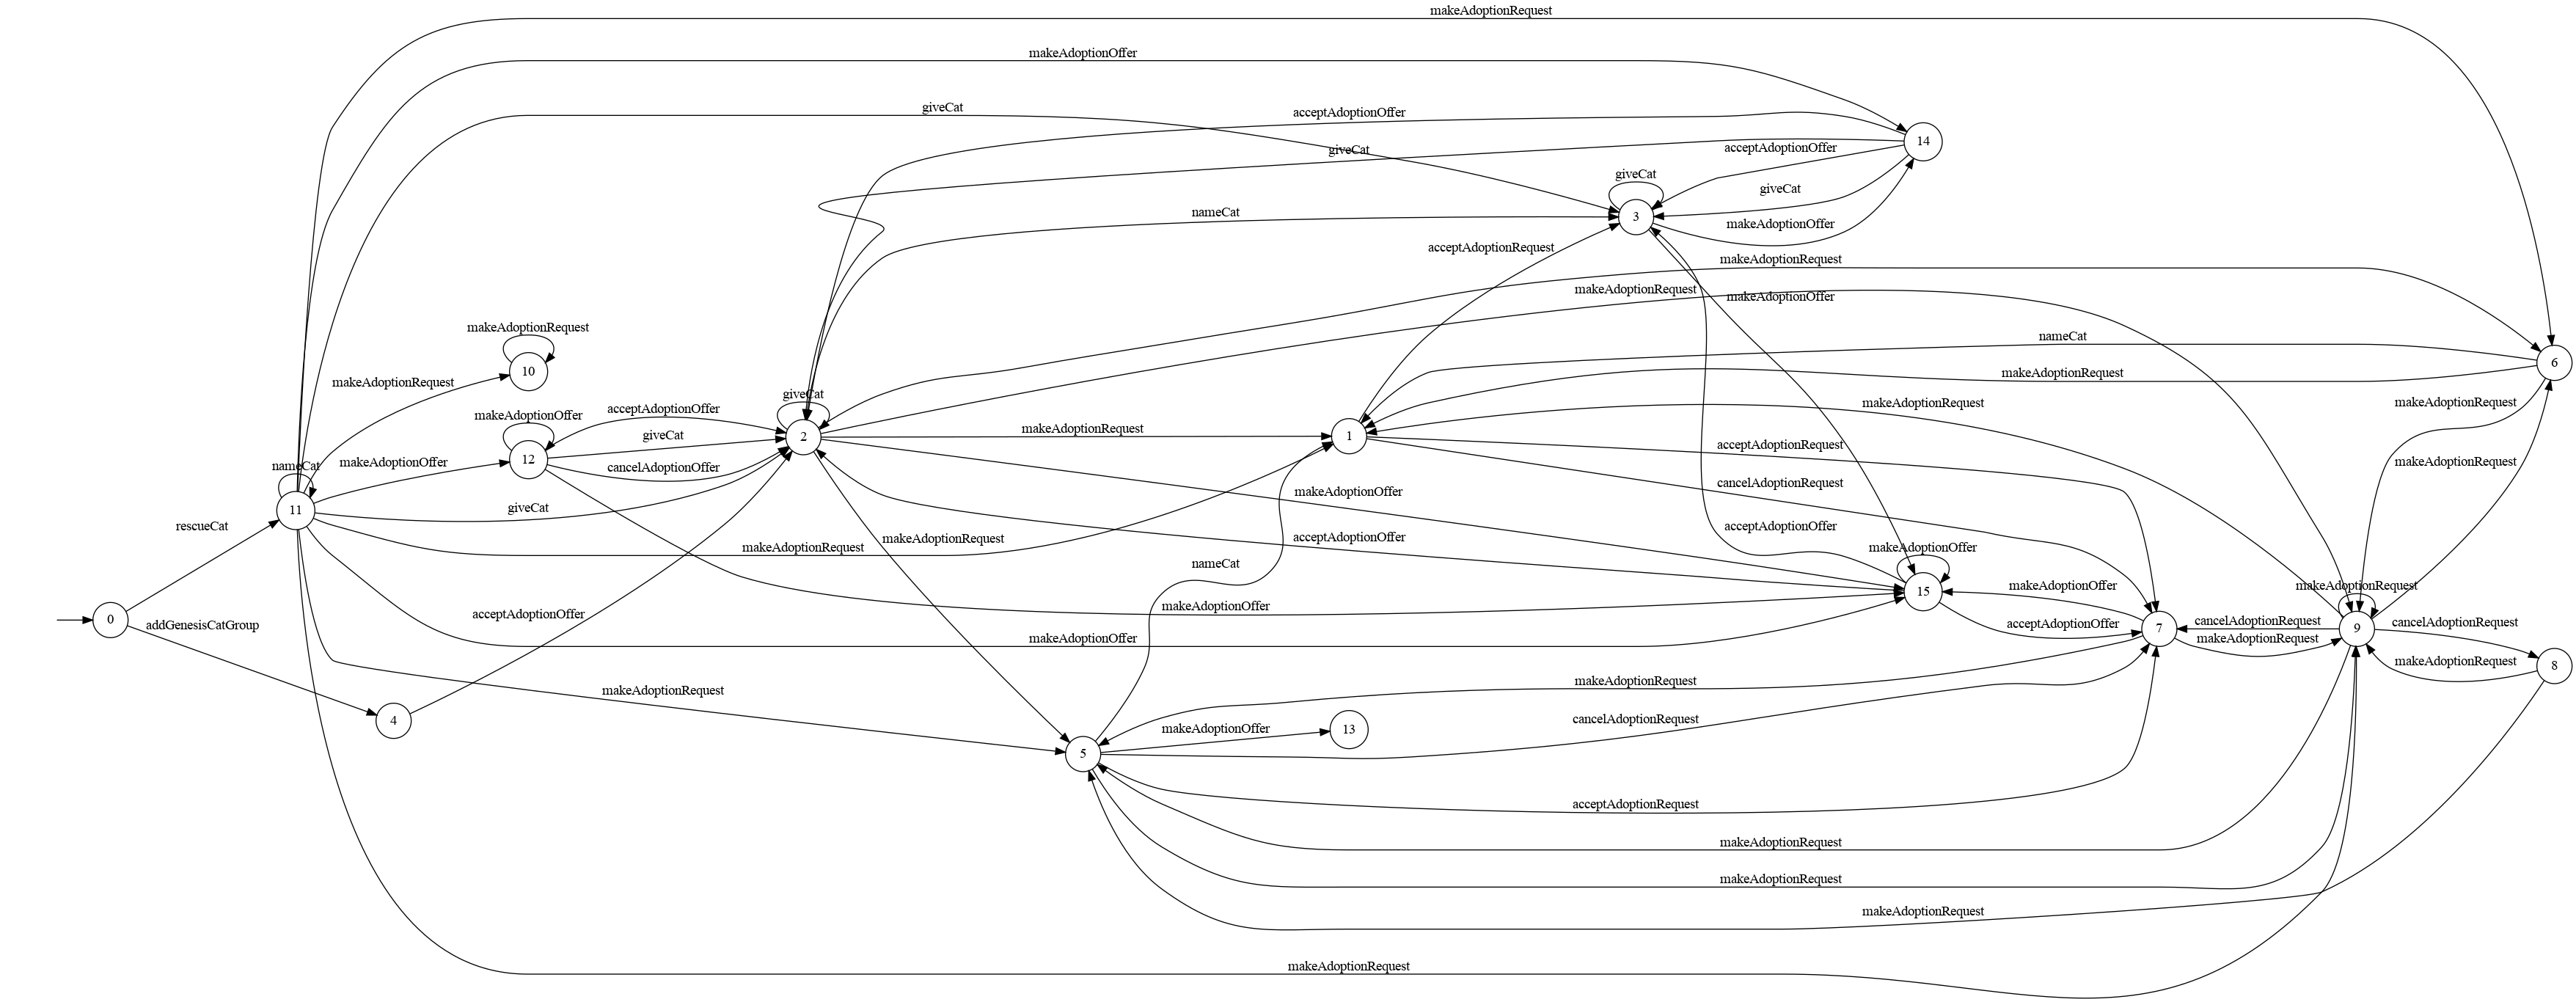 makeAdoptionRequest
makeAdoptionOffer
giveCat
acceptAdoptionOffer
14
giveCat
acceptAdoptionOffer
giveCat
giveCat
nameCat
3
makeAdoptionOffer
acceptAdoptionRequest
makeAdoptionRequest
makeAdoptionRequest
makeAdoptionOffer
makeAdoptionRequest
nameCat
6
10
makeAdoptionRequest
makeAdoptionRequest
giveCat
makeAdoptionRequest
makeAdoptionRequest
acceptAdoptionOffer
makeAdoptionOffer
makeAdoptionRequest
2
1
giveCat
acceptAdoptionRequest
12
makeAdoptionOffer
nameCat
cancelAdoptionOffer
makeAdoptionRequest
cancelAdoptionRequest
makeAdoptionOffer
11
giveCat
rescueCat
acceptAdoptionOffer
makeAdoptionRequest
acceptAdoptionOffer
makeAdoptionRequest
makeAdoptionOffer
nameCat
makeAdoptionOffer
makeAdoptionRequest
15
makeAdoptionOffer
acceptAdoptionOffer
0
acceptAdoptionOffer
cancelAdoptionRequest
cancelAdoptionRequest
addGenesisCatGroup
7
9
makeAdoptionOffer
makeAdoptionRequest
makeAdoptionRequest
8
makeAdoptionRequest
makeAdoptionRequest
4
cancelAdoptionRequest
makeAdoptionOffer
13
5
acceptAdoptionRequest
makeAdoptionRequest
makeAdoptionRequest
makeAdoptionRequest
makeAdoptionRequest